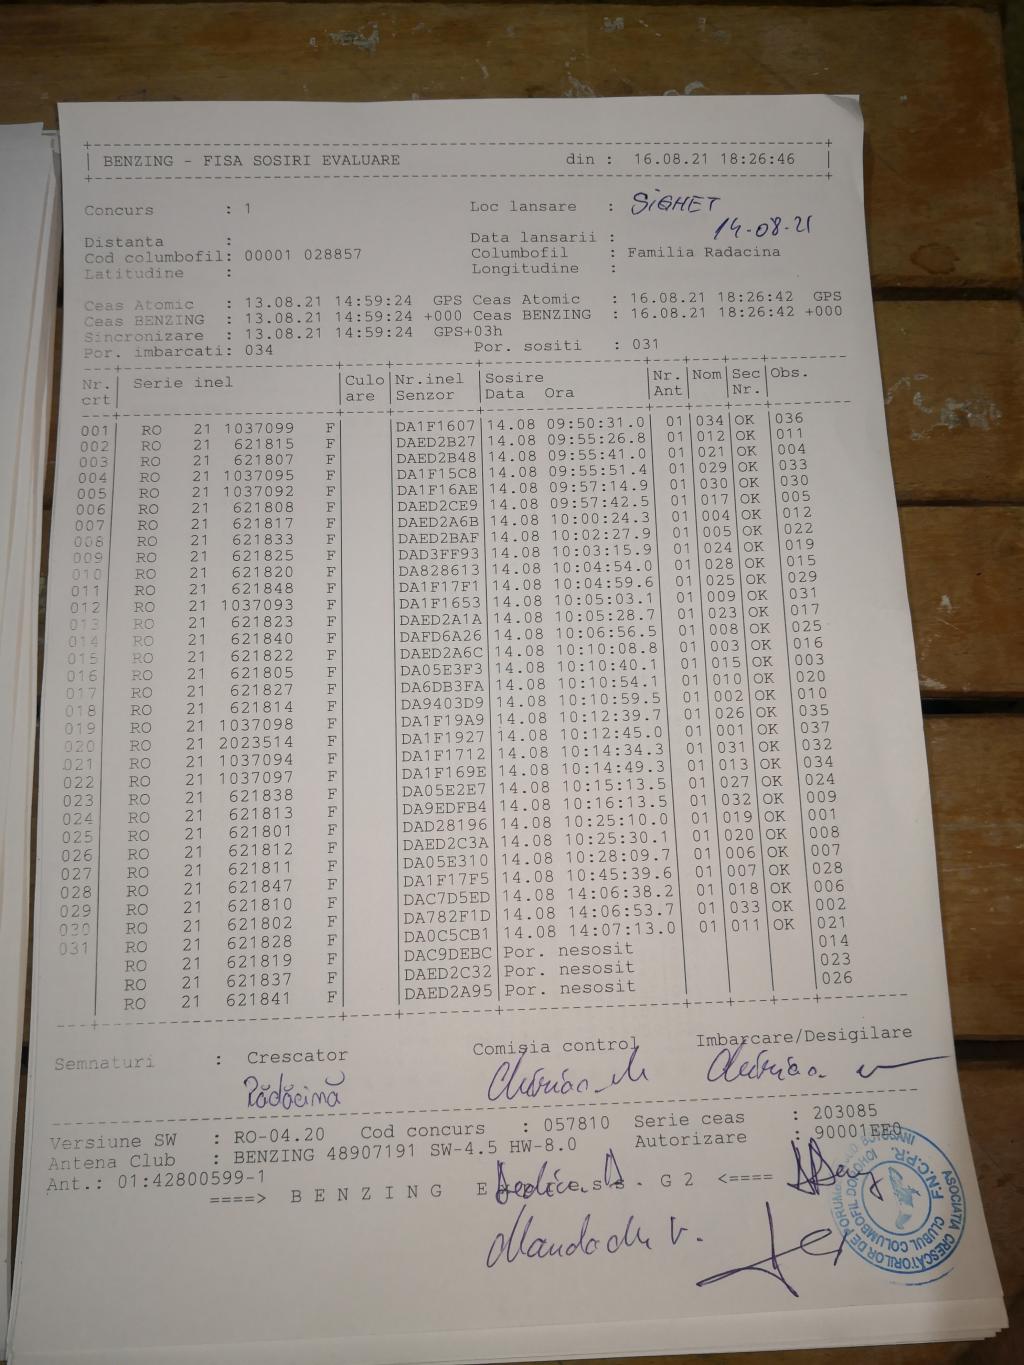 BENZING - FISA SOSIRI EVALUARE din : 16.08.21 18:26:46
Concurs : 1 Loc lansare : SIGHET
Distanta : Data lansarii : 14-08-21
Cod columbofil: 00001 028857 Columbofil : Familia Radacina
Latitudine : Longitudine :
Ceas Atomic : 13.08.21 14:59:24 GPS Ceas Atomic : 16.08.21 18:26:42 GPS
Ceas BENZING : 13.08.21 14:59:24 +000 Ceas BENZING : 16.08.21 18:26:42 +000
Sincronizare : 13.08.21 14:59:24 GPS+03h
Por. imbarcati: 034 Por. sositi : 031
Nr. Serie inel Culo Nr.inel Sosire Nr. Nom Sec Obs.
crt are Senzor Data Ora Ant Nr.
001 RO 21 1037099 F DA1F1607 14.08 09:50:31.0 01 034 OK 036
002 RO 21 621815 F DAED2B27 14.08 09:55:26.8 01 012 OK 011
003 RO 21 621807 F DAED2B48 14.08 09:55:41.0 01 021 OK 004
004 RO 21 1037095 F DA1F15C8 14.08 09:55:51.4 01 029 OK 033
005 RO 21 1037092 F DA1F16AE 14.08 09:57:14.9 01 030 OK 030
006 RO 21 621808 F DAED2CE9 14.08 09:57:42.5 01 017 OK 005
007 RO 21 621817 F DAED2A6B 14.08 10:00:24.3 01 004 OK 012
008 RO 21 621833 F DAED2BAF 14.08 10:02:27.9 01 005 OK 022
009 RO 21 621825 F DAD3FF93 14.08 10:03:15.9 01 024 OK 019
010 RO 21 621820 F DA828613 14.08 10:04:54.0 01 028 OK 015
011 RO 21 621848 F DA1F17F1 14.08 10:04:59.6 01 025 OK 029
012 RO 21 1037093 F DA1F1653 14.08 10:05:03.1 01 009 OK 031
013 RO 21 621823 F DAED2A1A 14.08 10:05:28.7 01 023 OK 017
014 RO 21 621840 F DAFD6A26 14.08 10:06:56.5 01 008 OK 025
015 RO 21 621822 F DAED2A6C 14.08 10:10:08.8 01 003 OK 016
016 RO 21 621805 F DA05E3F3 14.08 10:10:40.1 01 015 OK 003
017 RO 21 621827 F DA6DB3FA 14.08 10:10:54.1 01 010 OK 020
018 RO 21 621814 F DA9403D9 14.08 10:10:59.5 01 002 OK 010
019 RO 21 1037098 F DA1F19A9 14.08 10:12:39.7 01 026 OK 035
020 RO 21 2023514 F DA1F1927 14.08 10:12:45.0 01 001 OK 037
021 RO 21 1037094 F DA1F1712 14.08 10:14:34.3 01 031 OK 032
022 RO 21 1037097 F DA1F169E 14.08 10:14:49.3 01 013 OK 034
023 RO 21 621838 F DA05E2E7 14.08 10:15:13.5 01 027 OK 024
024 RO 21 621813 F DA9EDFB4 14.08 10:16:13.5 01 032 OK 009
025 RO 21 621801 F DAD28196 14.08 10:25:10.0 01 019 OK 001
026 RO 21 621812 F DAED2C3A 14.08 10:25:30.1 01 020 OK 008
027 RO 21 621811 F DA05E310 14.08 10:28:09.7 01 006 OK 007
028 RO 21 621847 F DA1F17F5 14.08 10:45:39.6 01 007 OK 028
029 RO 21 621810 F DAC7D5ED 14.08 14:06:38.2 01 018 OK 006
030 RO 21 621802 F DA782F1D 14.08 14:06:53.7 01 033 OK 002
031 RO 21 621828 F DA0C5CB1 14.08 14:07:13.0 01 011 OK 021
RO 21 621819 F DAC9DEBC Por. nesosit 014
RO 21 621837 F DAED2C32 Por. nesosit 023
RO 21 621841 F DAED2A95 Por. nesosit 026
Semnaturi : Crescator Comisia control Imbarcare/Desigilare
Rădăcină
Versiune SW : RO-04.20 Cod concurs : 057810 Serie ceas : 203085
Antena Club : BENZING 48907191 SW-4.5 HW-8.0 Autorizare : 90001EE0
Ant.: 01:42800599-1
====> BENZING G2 <====
ASOCIATIA CRESCĂTORILOR DE PORUMBEI
CLUBUL COLUMBOFIL DOROHOI
F.N.C.P.R.